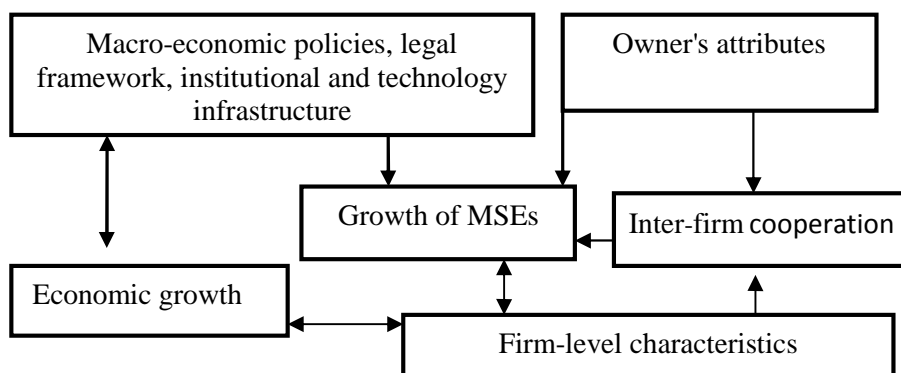 Macro-economic policies, legal
framework, institutional and technology
infrastructure
Owner's attributes
Growth of MSEs
Inter-firm cooperation
Economic growth
Firm-level characteristics